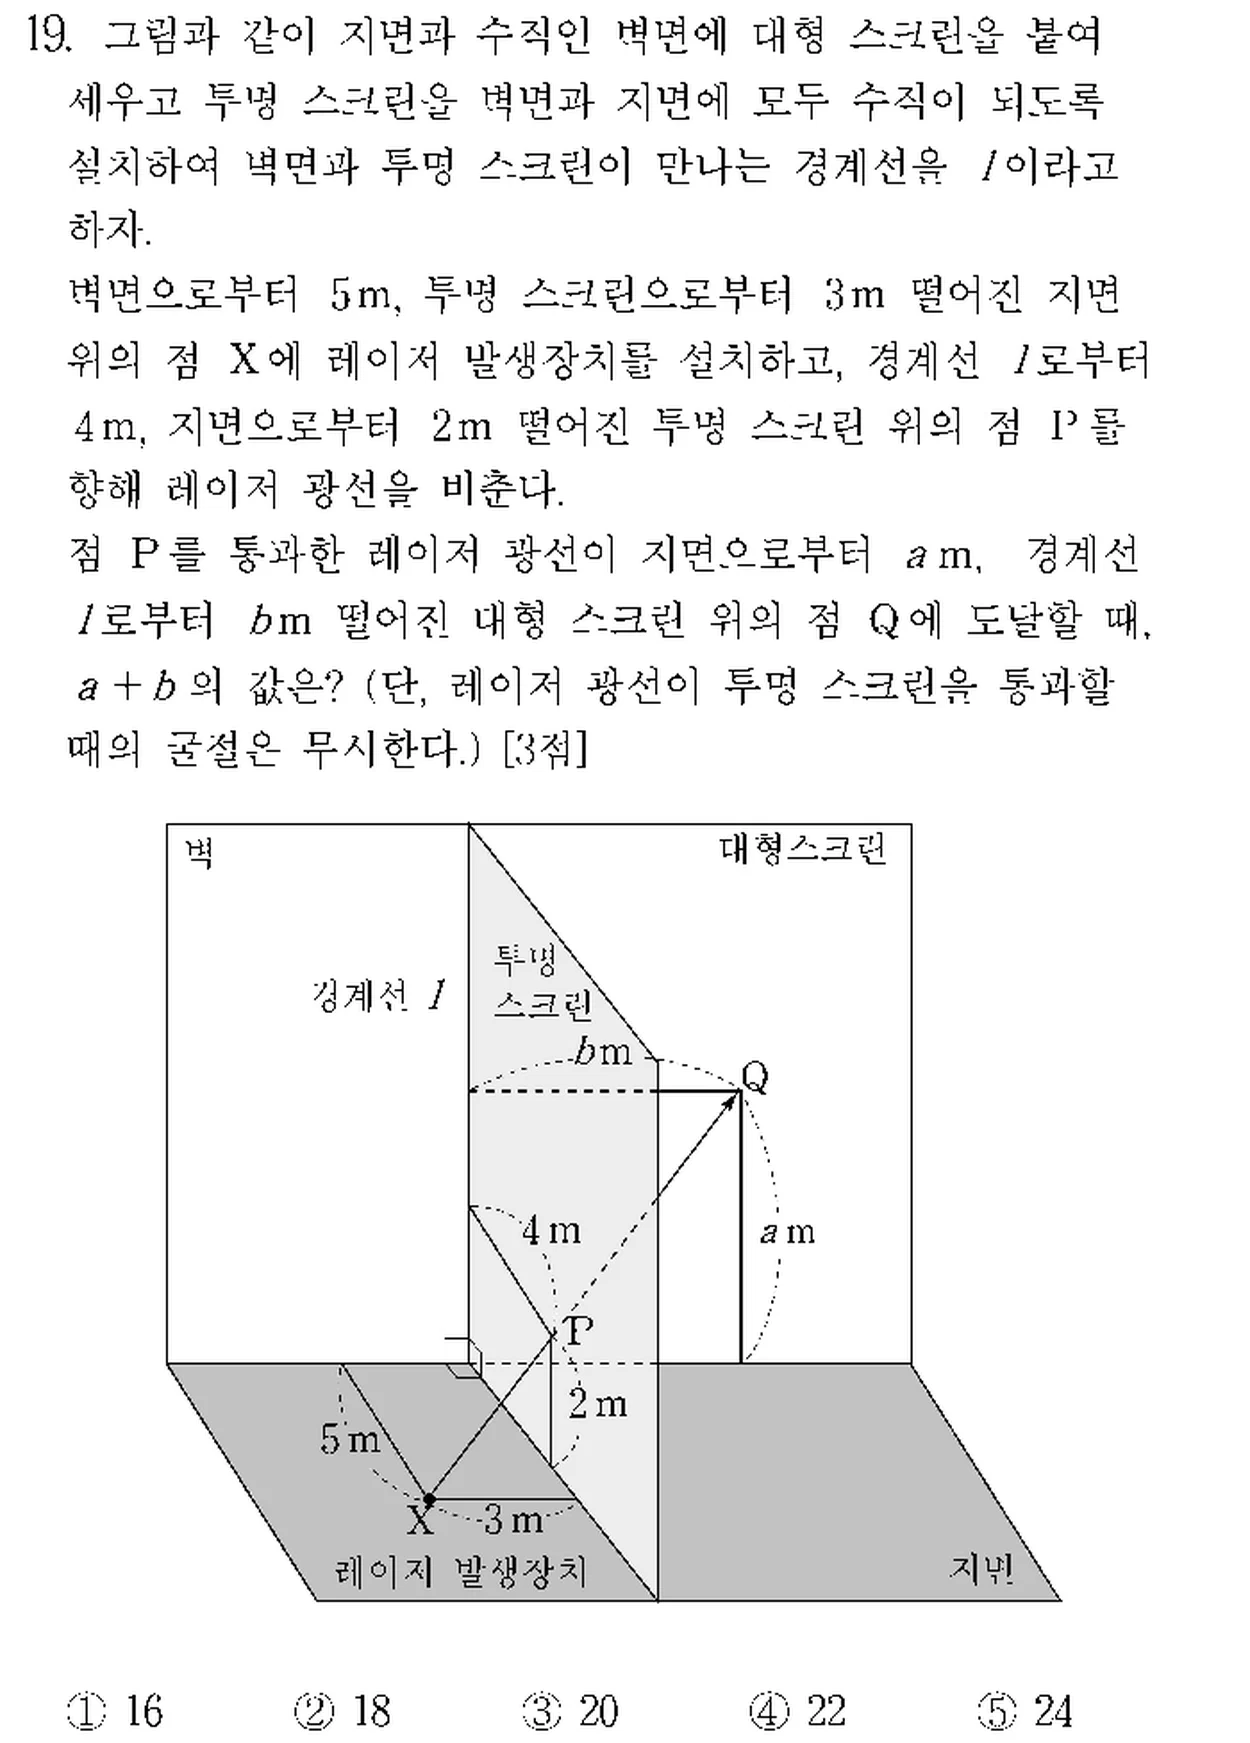 19. 그림과 같이 지면과 수직인 벽면에 대형 스크린을 붙여
세우고 투명 스크린을 벽면과 지면에 모두 수직이 되도록
설치하여 벽면과 투명 스크린이 만나는 경계선을 l이라고
하자.
벽면으로부터 5m, 투명 스크린으로부터 3m 떨어진 지면
위의 점 X에 레이저 발생장치를 설치하고, 경계선 l로부터
4m, 지면으로부터 2m 떨어진 투명 스크린 위의 점 P를
향해 레이저 광선을 비춘다.
점 P를 통과한 레이저 광선이 지면으로부터 a m, 경계선
l로부터 bm 떨어진 대형 스크린 위의 점 Q에 도달할 때,
a+b의 값은? (단, 레이저 광선이 투명 스크린을 통과할
때의 굴절은 무시한다.) [3점]
벽 대형스크린
투명
경계선 l
스크린
bm
Q
4m
a m
P
2m
5m
X 3m
레이저 발생장치 지면
① 16 ② 18 ③ 20 ④ 22 ⑤ 24